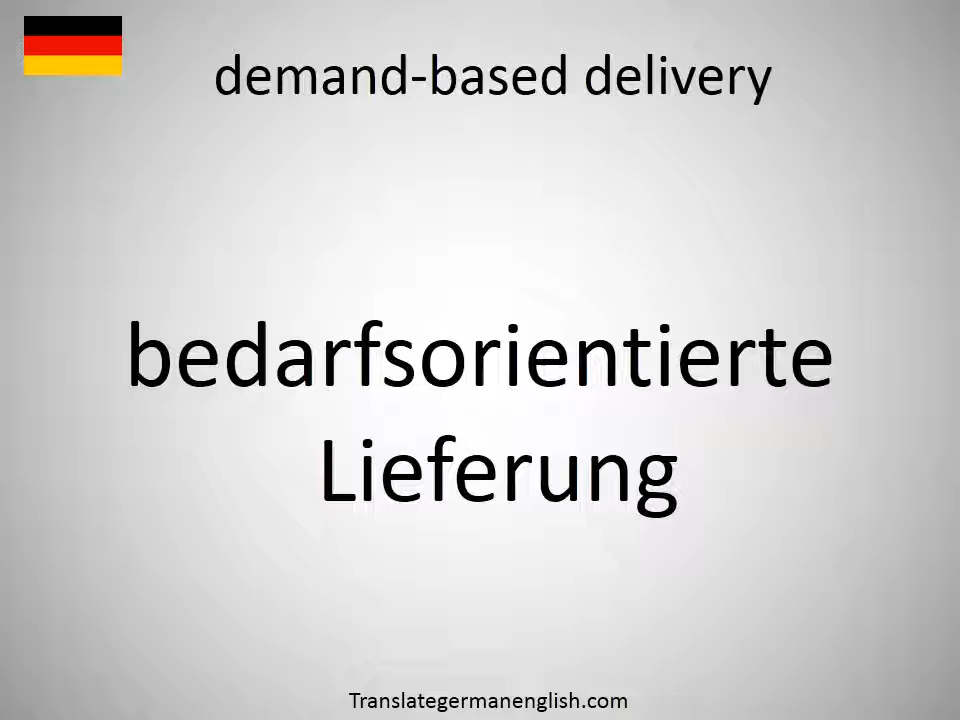 demand-based delivery
bedarfsorientierte
Lieferung
Translategermanenglish.com